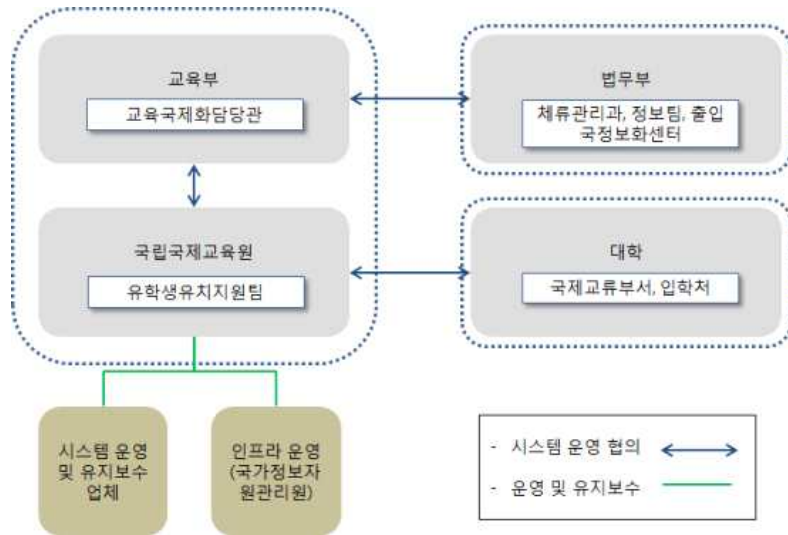 교육부
교육국제화담당관
법무부
체류관리과, 정보팀, 출입
국정보화센터
국립국제교육원
유학생유치지원팀
대학
국제교류부서, 입학처
시스템 운영
및 유지보수
업체
인프라 운영
(국가정보자
원관리원)
- 시스템 운영 협의
- 운영 및 유지보수